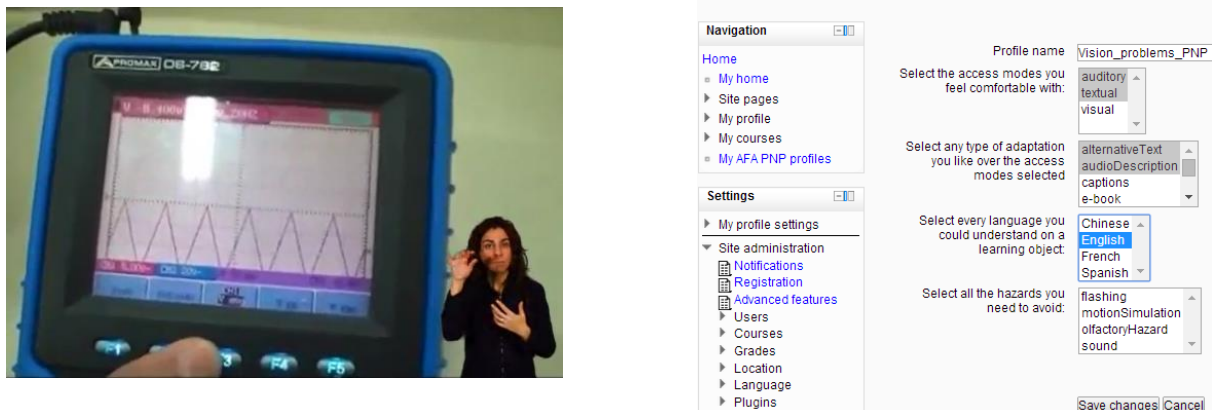 PROMAX OS-782
F1
3
F4
F5
Navigation
Home
My home
Site pages
My profile
My courses
My AFA PNP profiles
Settings
My profile settings
Site administration
Notifications
Registration
Advanced features
Users
Courses
Grades
Location
Language
Plugins
Profile name Vision_problems_PNP
Select the access modes you
feel comfortable with:
auditory
textual
visual
Select any type of adaptation
you like over the access
modes selected
alternativeText
audioDescription
captions
e-book
Select every language you
could understand on a
learning object:
Chinese
English
French
Spanish
Select all the hazards you
need to avoid:
flashing
motionSimulation
olfactoryHazard
sound
Save changes Cancel